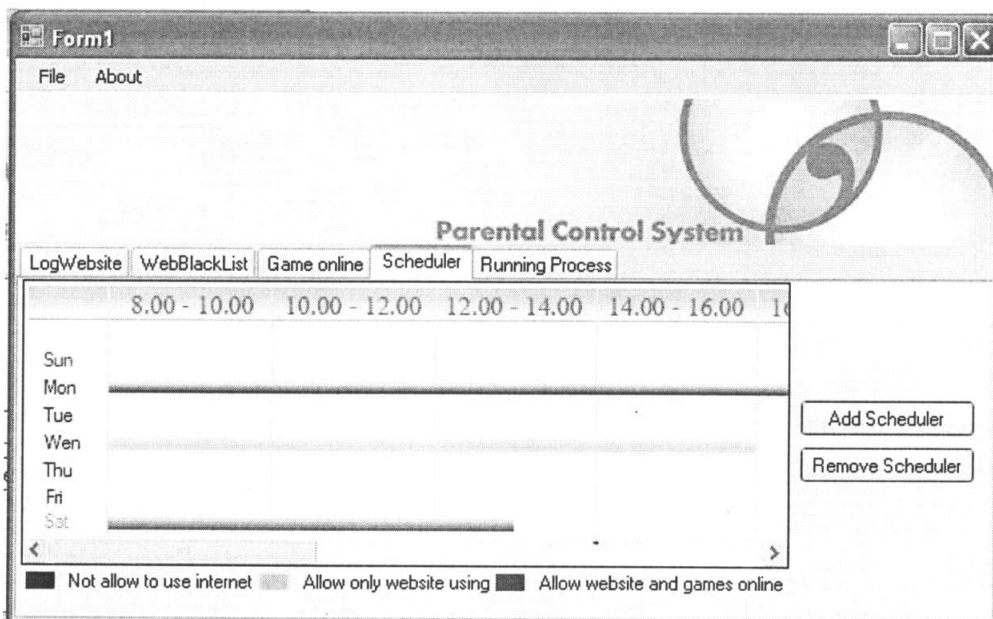 Form1
File About
Parental Control System
LogWebsite WebBlackList Game online Scheduler Running Process
8.00 - 10.00 10.00 - 12.00 12.00 - 14.00 14.00 - 16.00
Sun
Mon
Tue
Wen
Thu
Fri
Sat
Add Scheduler
Remove Scheduler
Not allow to use internet Allow only website using Allow website and games online